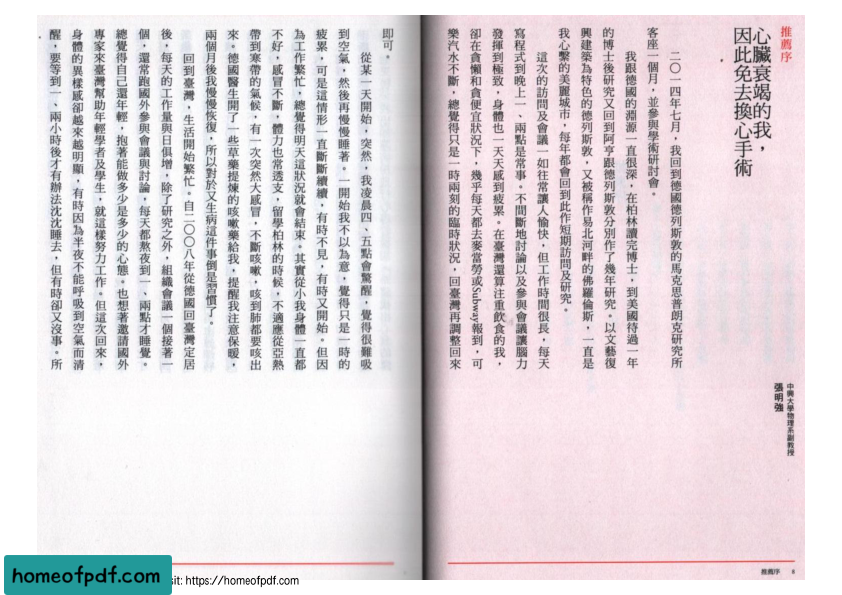 推薦序
心臟衰竭的我，
因此免去換心手術
中興大學物理系副教授
張明強
二○一四年七月，我回到德國德列斯敦的馬克思普朗克研究所
客座一個月，並參與學術研討會。
我跟德國的淵源一直很深，在柏林讀完博士，到美國待過一年
的博士後研究又回到阿亨跟德列斯敦分別作了幾年研究。以文藝復
興建築為特色的德列斯敦，又被稱作易北河畔的佛羅倫斯，一直是
我心繫的美麗城市，每年都會回到此作短期訪問及研究。
這次的訪問及會議一如往常讓人愉快，但工作時間很長，每天
寫程式到晚上一、兩點是常事。不間斷地討論以及參與會議讓腦力
發揮到極致，身體也一天天感到疲累。在臺灣還算注重飲食的我，
卻在貪懶和貪便宜狀況下，幾乎每天都去麥當勞或Subway報到，可
樂汽水不斷，總覺得只是一時兩刻的臨時狀況，回臺灣再調整回來
推薦序
8
即可。
從某一天開始，突然，我凌晨四、五點會驚醒，覺得很難吸
到空氣，然後再慢慢睡著。一開始我不以為意，覺得只是一時的
疲累，可是這情形一直斷斷續續，有時不見，有時又開始。但因
為工作繁忙，總覺得明天這狀況就會結束。其實從小我身體一直都
不好，感冒不斷，體力也常透支，留學柏林的時候，不適應從亞熱
帶到寒帶的氣候，有一次突然大感冒，不斷咳嗽，咳到肺都要咳出
來。德國醫生開了一些草藥提煉的咳嗽藥給我，提醒我注意保暖，
兩個月後我慢慢恢復，所以對於又生病這件事倒是習慣了。
回到臺灣，生活開始繁忙。自二○○八年從德國回臺灣定居
後，每天的工作量與日俱增，除了研究之外，組織會議一個接著一
個，還常跑國外參與會議與討論，每天都熬夜到一、兩點才睡覺。
總覺得自己還年輕，抱著能做多少是多少的心態。也想著邀請國外
專家來臺灣幫助年輕學者及學生，就這樣努力工作。但這次回來，
身體的異樣感卻越來越明顯，有時因為半夜不能呼吸到空氣而清
醒，要等到一、兩小時後才有辦法沈沈睡去，但有時卻又沒事。所
homeofpdf.com
sit: https://homeofpdf.com